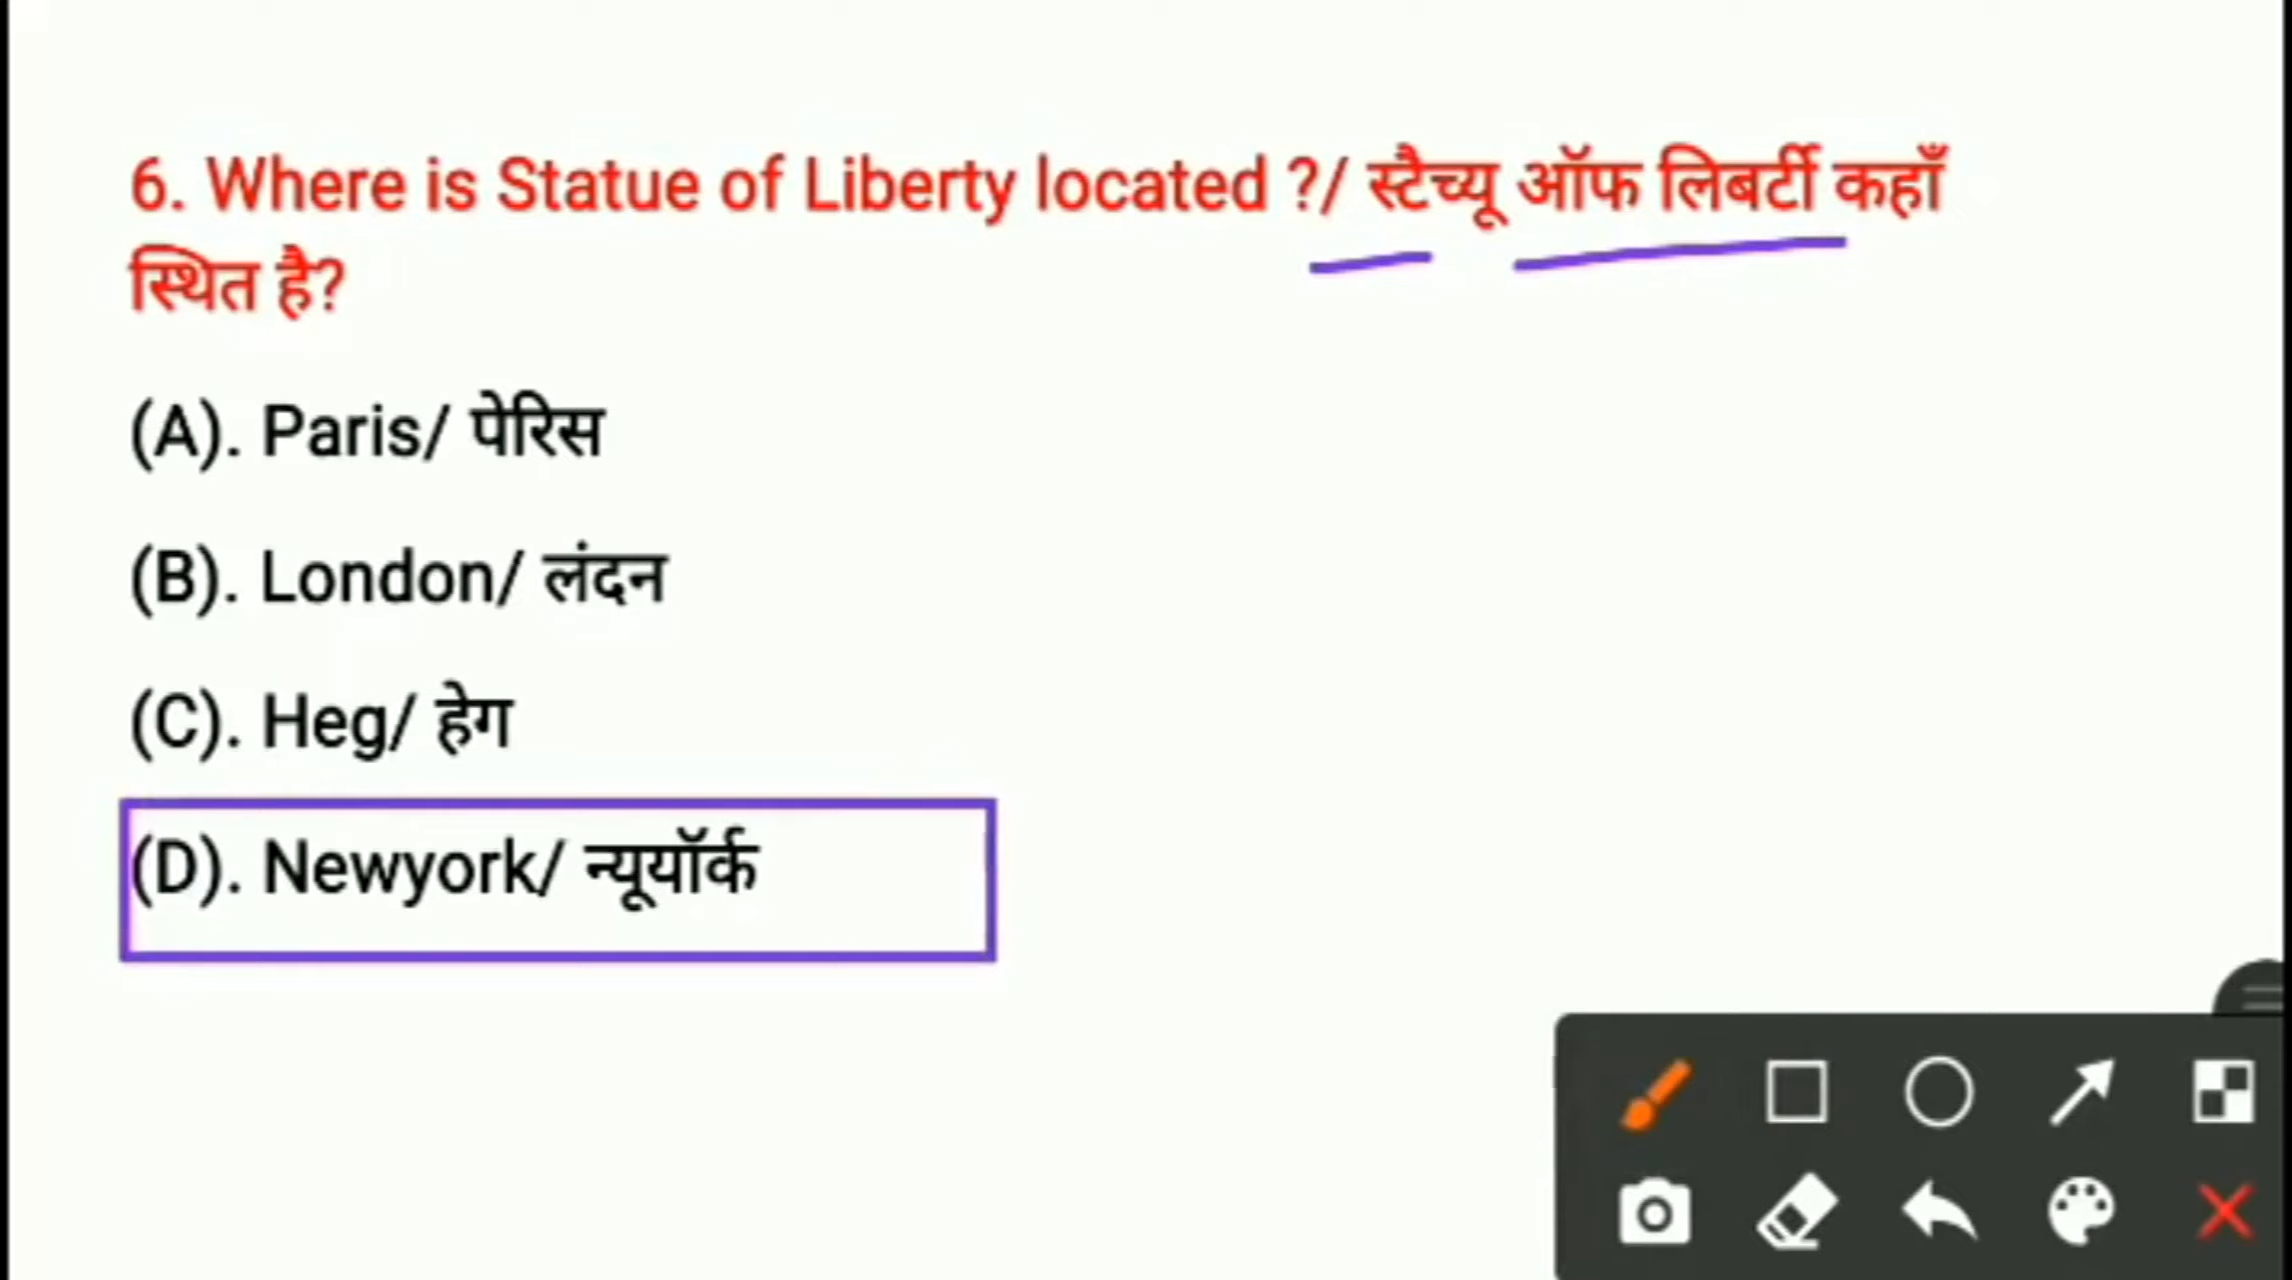 6. Where is Statue of Liberty located ?/ स्टैच्यू ऑफ लिबर्टी कहाँ
स्थित है?
(A). Paris/ पेरिस
(B). London/ लंदन
(C). Heg/ हेग
(D). Newyork/ न्यूयॉर्क